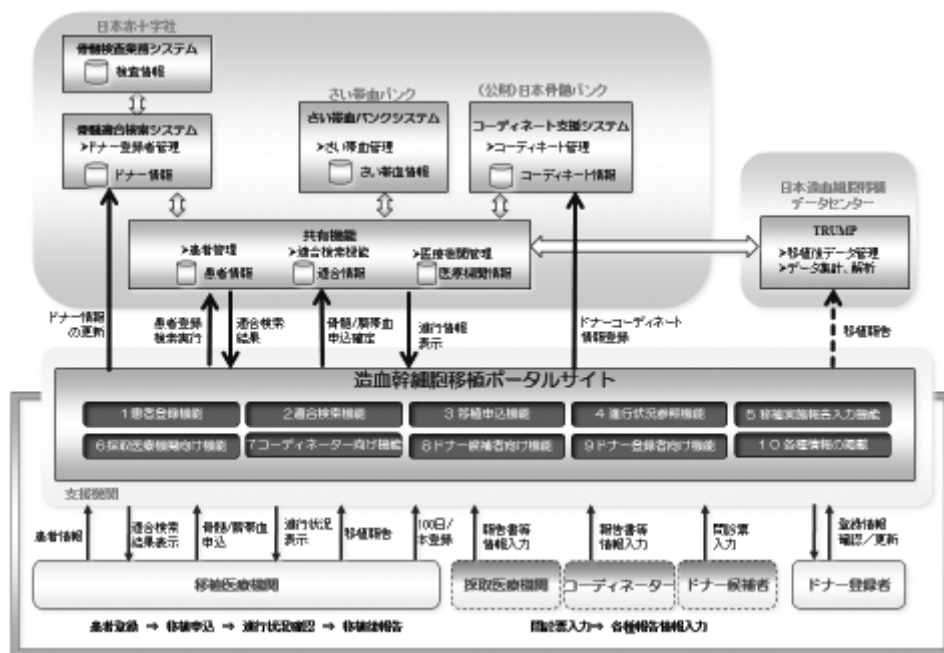 日本赤十字社
骨髄検査業務システム
検査情報
骨髄適合検索システム
➤ドナー登録者管理
ドナー情報
さい帯血バンク
さい帯血バンクシステム
➤さい帯血管理
さい帯血情報
(公財)日本骨髄バンク
コーディネート支援システム
➤コーディネート管理
コーディネート情報
日本造血細胞移植
データセンター
TRUMP
➤移植後データ管理
➤データ集計、解析
共有機能
➤患者管理
患者情報
➤適合検索機能
適合情報
➤医療機関管理
医療機関情報
ドナー情報
の更新
患者登録
検索実行
適合検索
結果
骨髄/臍帯血
申込確定
進行情報
表示
ドナーコーディネート
情報登録
移植報告
造血幹細胞移植ポータルサイト
1患者登録機能
2適合検索機能
3移植申込機能
4進行状況参照機能
5移植実施報告入力機能
6採取医療機関向け機能
7コーディネーター向け機能
8ドナー候補者向け機能
9ドナー登録者向け機能
10各種情報の掲載
支援機関
患者情報
適合検索
結果表示
骨髄/臍帯血
申込
進行状況
表示
移植報告
100日/
本登録
報告書等
情報入力
報告書等
情報入力
問診票
入力
登録情報
確認/更新
移植医療機関
採取医療機関
コーディネーター
ドナー候補者
ドナー登録者
患者登録 ⇒ 移植申込 ⇒ 進行状況確認 ⇒ 移植後報告
問診票入力⇒ 各種報告情報入力